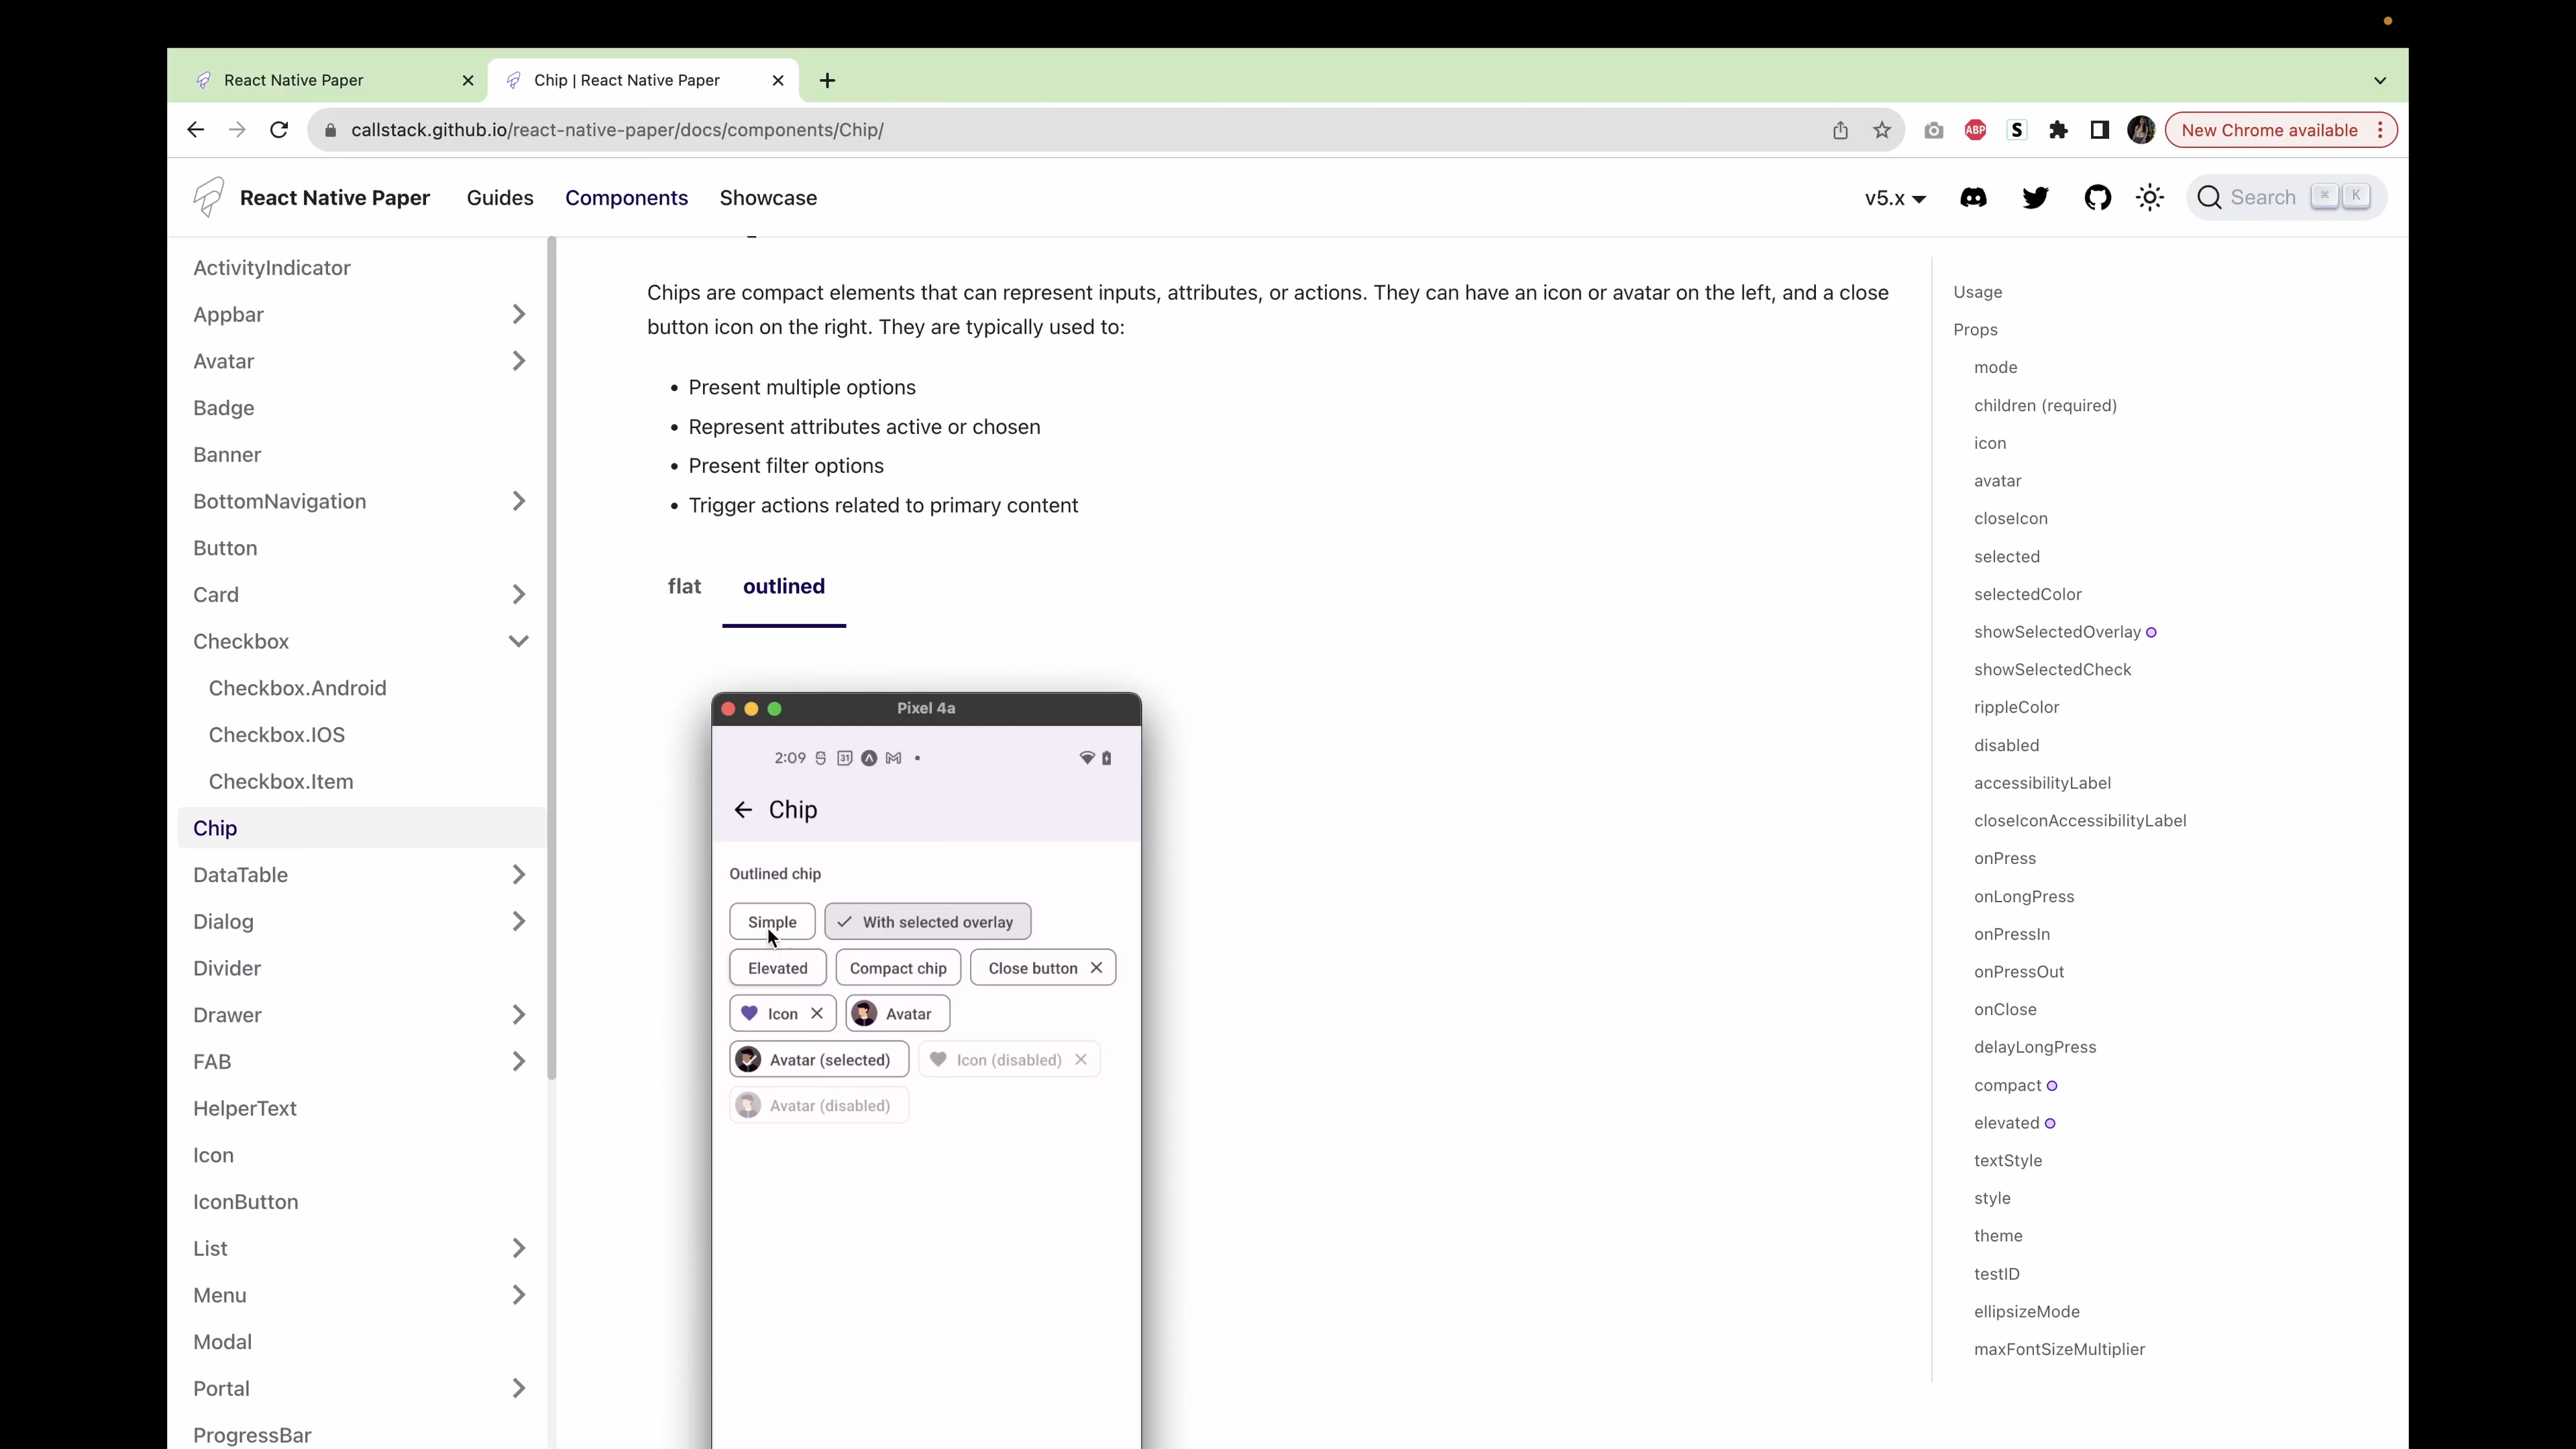 React Native Paper
Chip | React Native Paper
callstack.github.io/react-native-paper/docs/components/Chip/
ABP
S
New Chrome available
React Native Paper
Guides
Components
Showcase
v5.x
Search
⌘
K
ActivityIndicator
Appbar
Avatar
Badge
Banner
BottomNavigation
Button
Card
Checkbox
Checkbox.Android
Checkbox.IOS
Checkbox.Item
Chip
DataTable
Dialog
Divider
Drawer
FAB
HelperText
Icon
IconButton
List
Menu
Modal
Portal
ProgressBar
Chips are compact elements that can represent inputs, attributes, or actions. They can have an icon or avatar on the left, and a close
button icon on the right. They are typically used to:
• Present multiple options
• Represent attributes active or chosen
• Present filter options
• Trigger actions related to primary content
flat
outlined
Pixel 4a
2:09
31
Chip
Outlined chip
Simple
With selected overlay
Elevated
Compact chip
Close button
Icon
Avatar
Avatar (selected)
Icon (disabled)
Avatar (disabled)
Usage
Props
mode
children (required)
icon
avatar
closeIcon
selected
selectedColor
showSelectedOverlay
showSelectedCheck
rippleColor
disabled
accessibilityLabel
closeIconAccessibilityLabel
onPress
onLongPress
onPressIn
onPressOut
onClose
delayLongPress
compact
elevated
textStyle
style
theme
testID
ellipsizeMode
maxFontSizeMultiplier